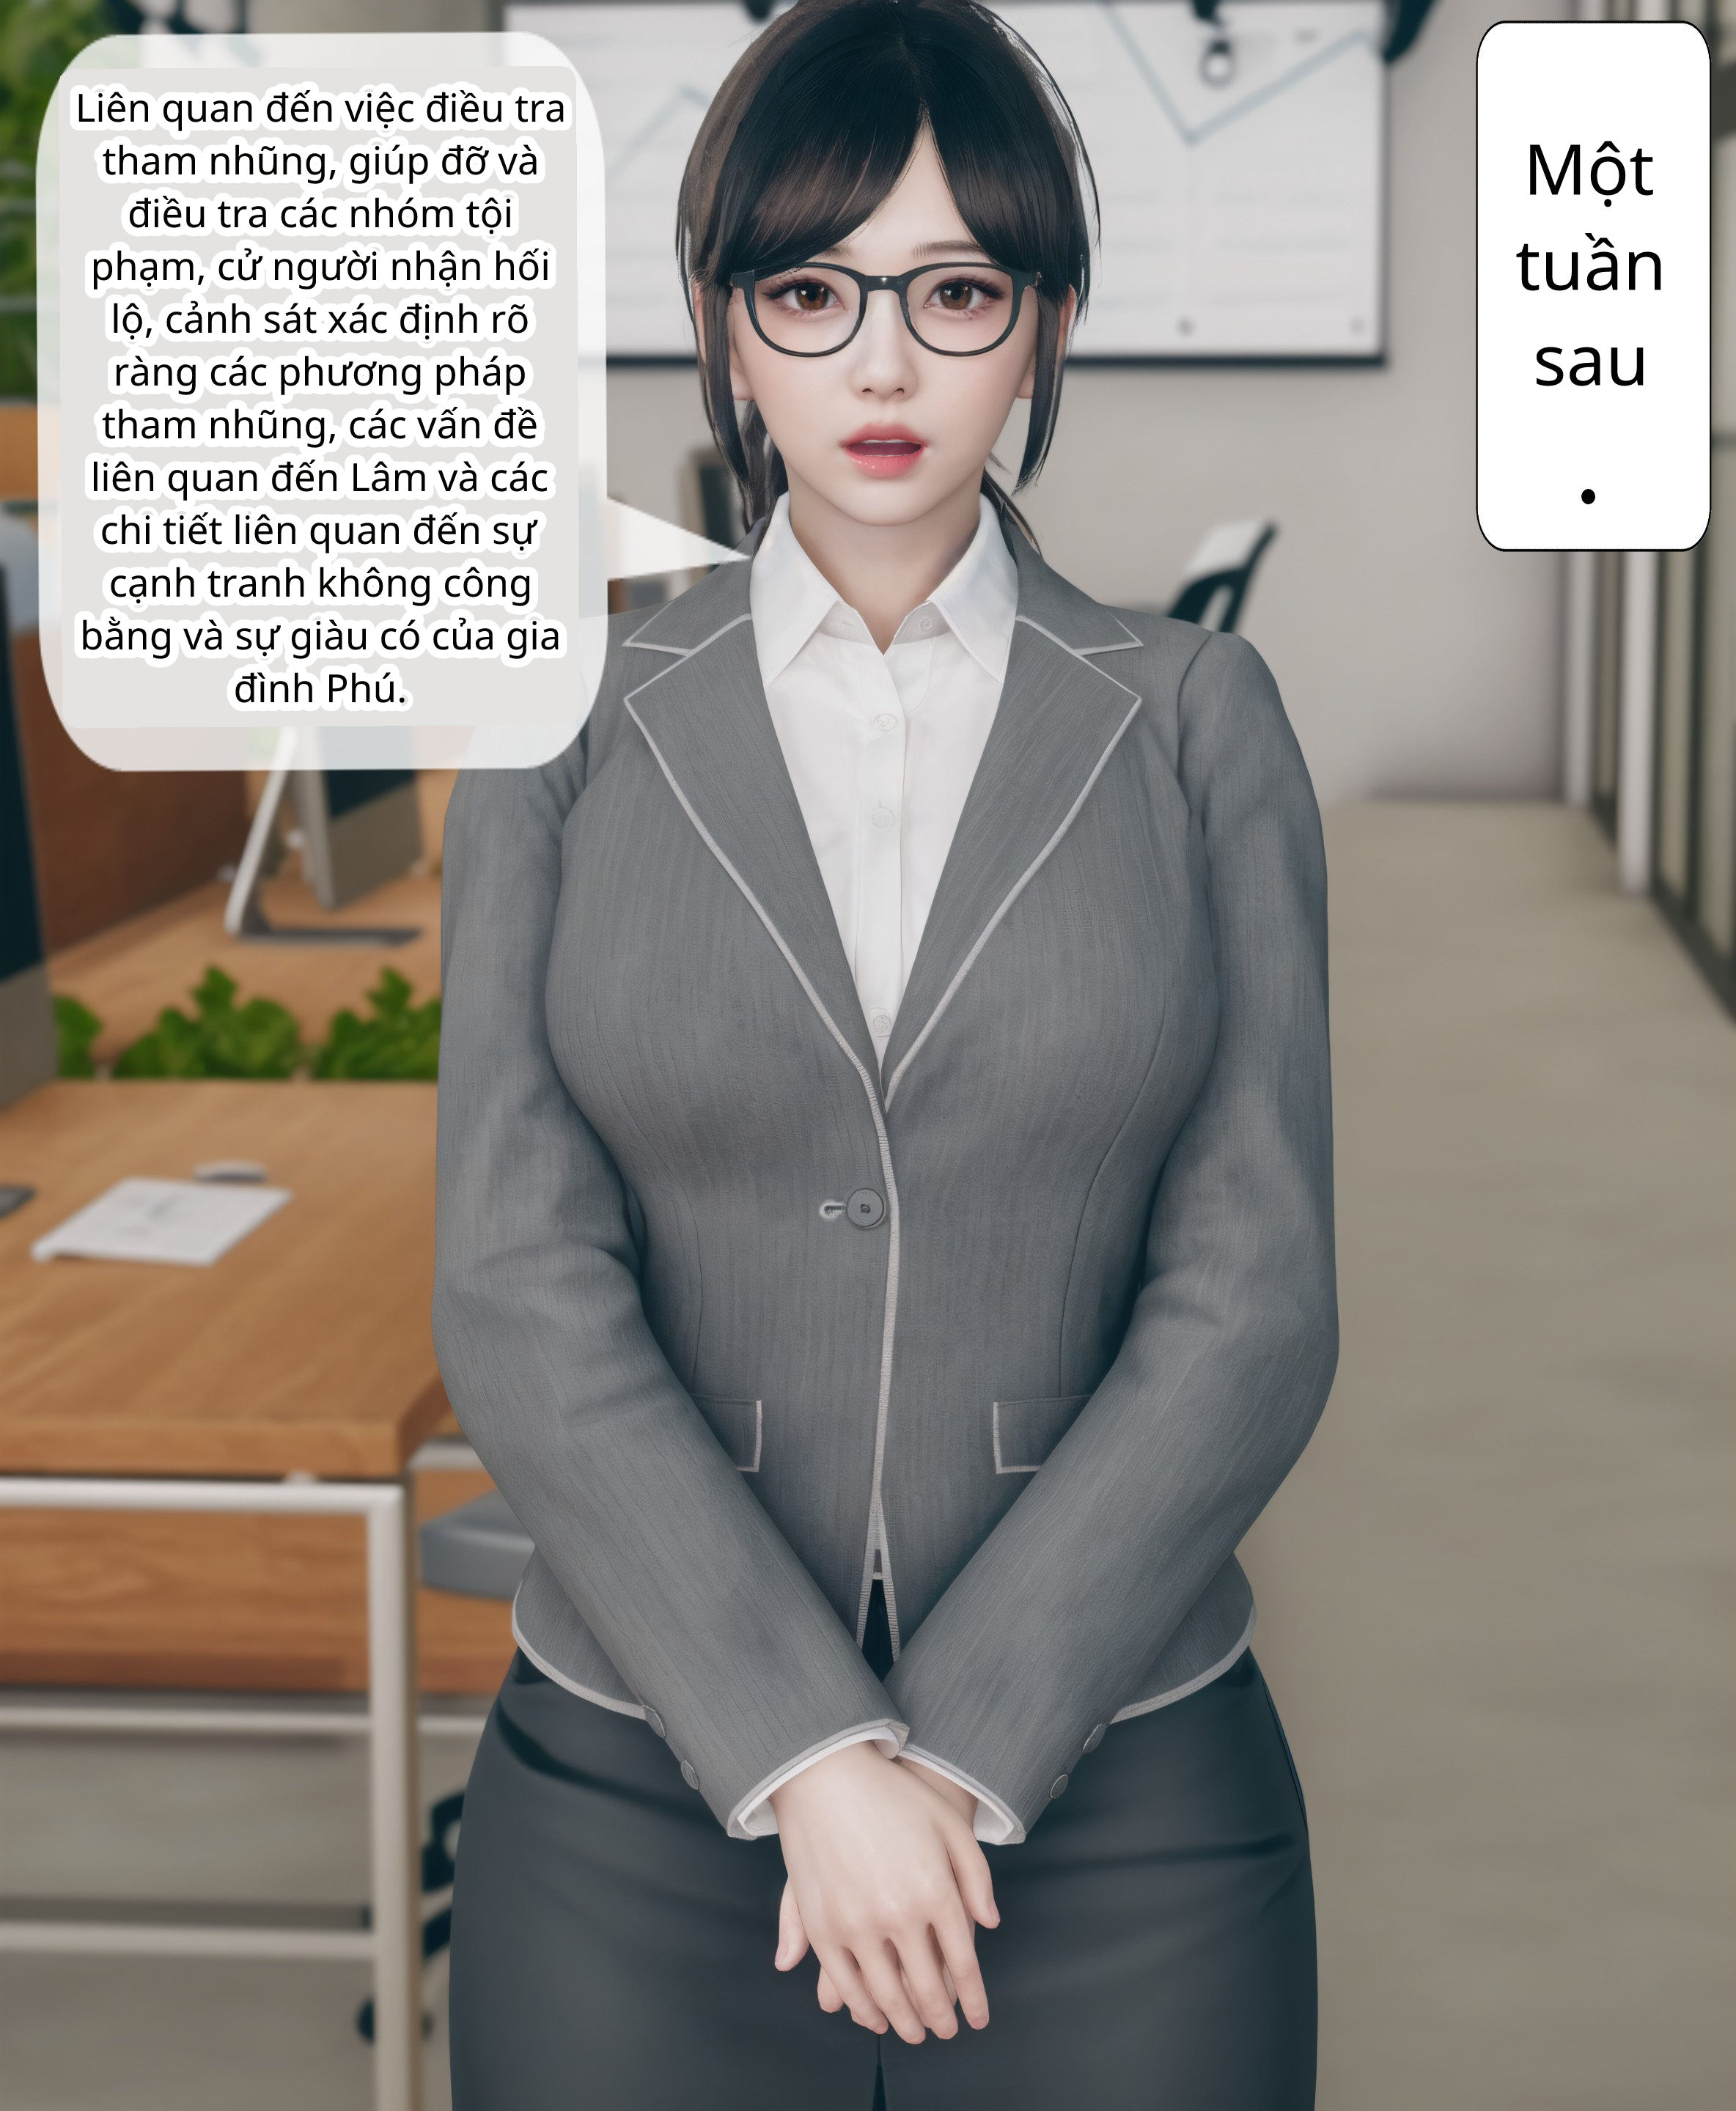 Liên quan đến việc điều tra
tham nhũng, giúp đỡ và
điều tra các nhóm tội
phạm, cử người nhận hối
lộ, cảnh sát xác định rõ
ràng các phương pháp
tham nhũng, các vấn đề
liên quan đến Lâm và các
chi tiết liên quan đến sự
cạnh tranh không công
bằng và sự giàu có của gia
đình Phú.
Một
tuần
sau
.